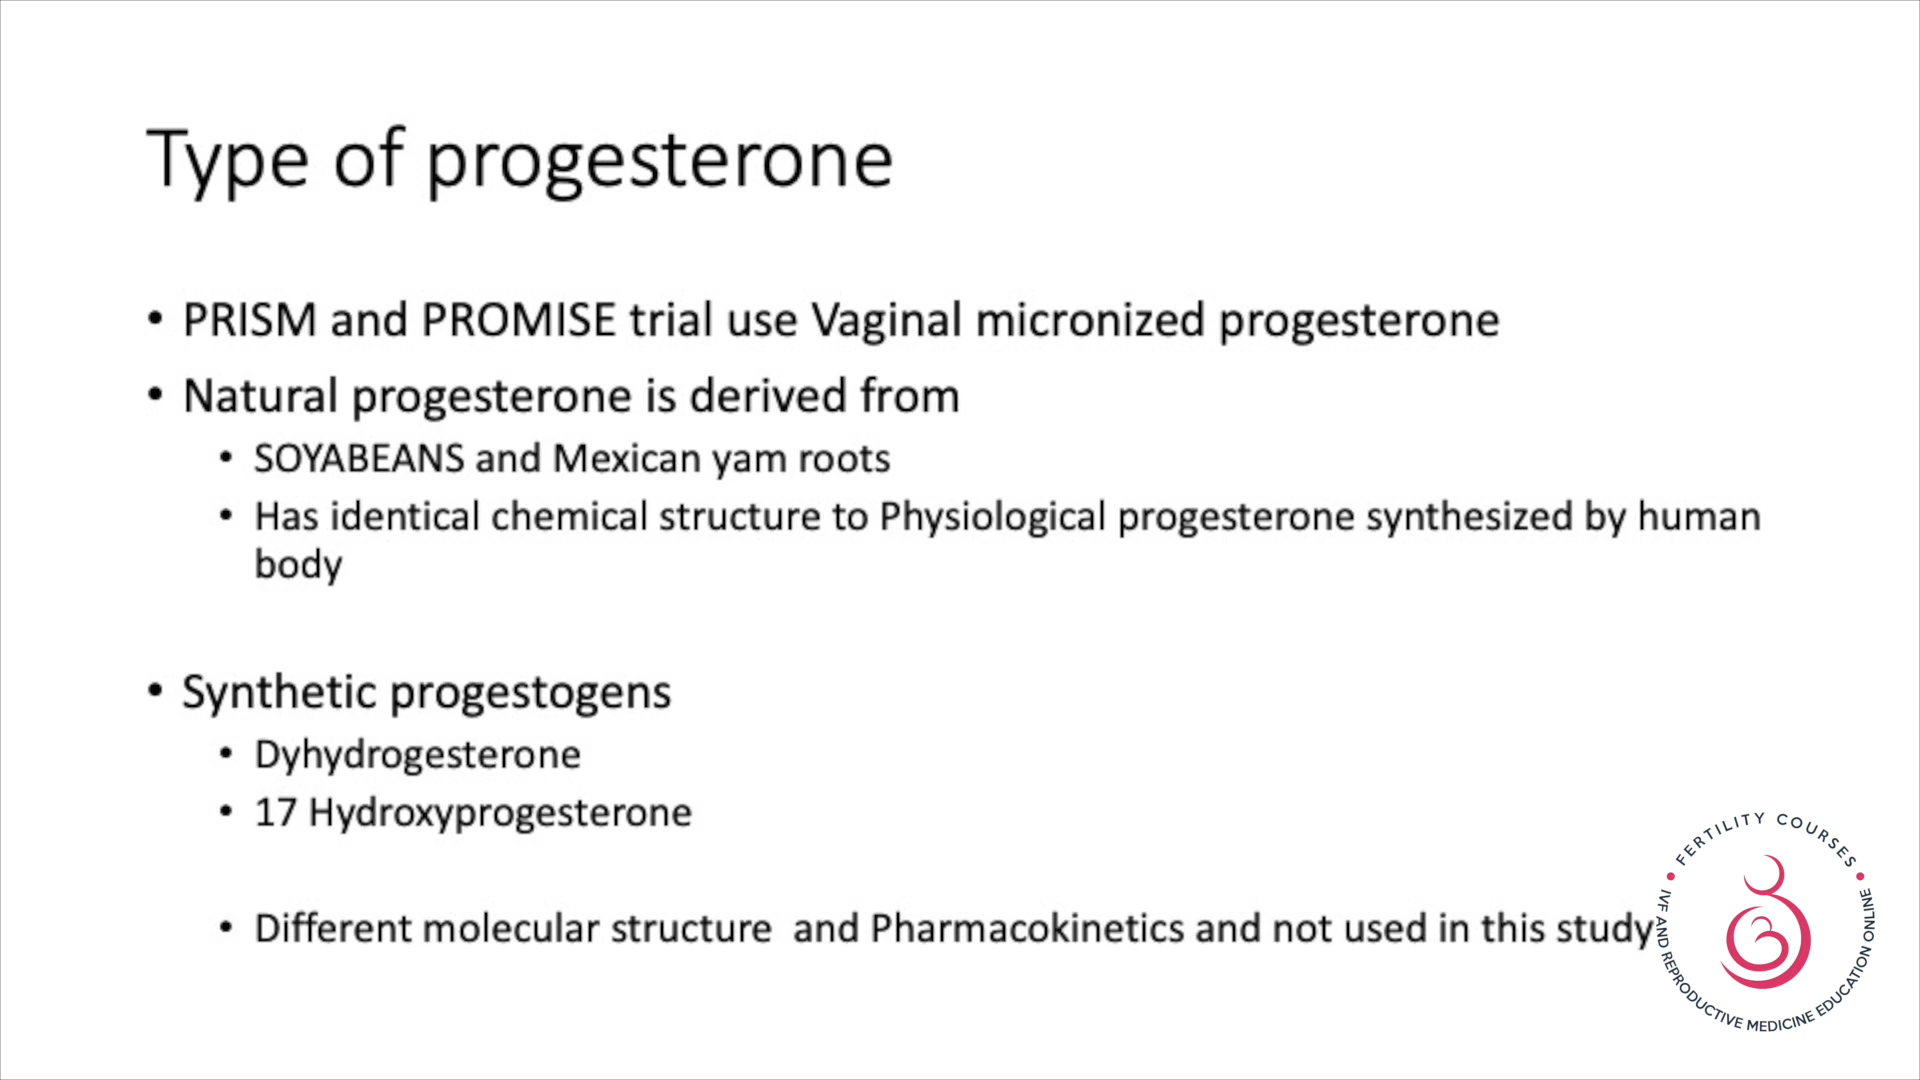 Type of progesterone
• PRISM and PROMISE trial use Vaginal micronized progesterone
• Natural progesterone is derived from
• SOYABEANS and Mexican yam roots
• Has identical chemical structure to Physiological progesterone synthesized by human
body
• Synthetic progestogens
• Dyhydrogesterone
• 17 Hydroxyprogesterone
• Different molecular structure and Pharmacokinetics and not used in this study
• FERTILITY COURSES •
IVF AND REPRODUCTIVE MEDICINE EDUCATION ONLINE